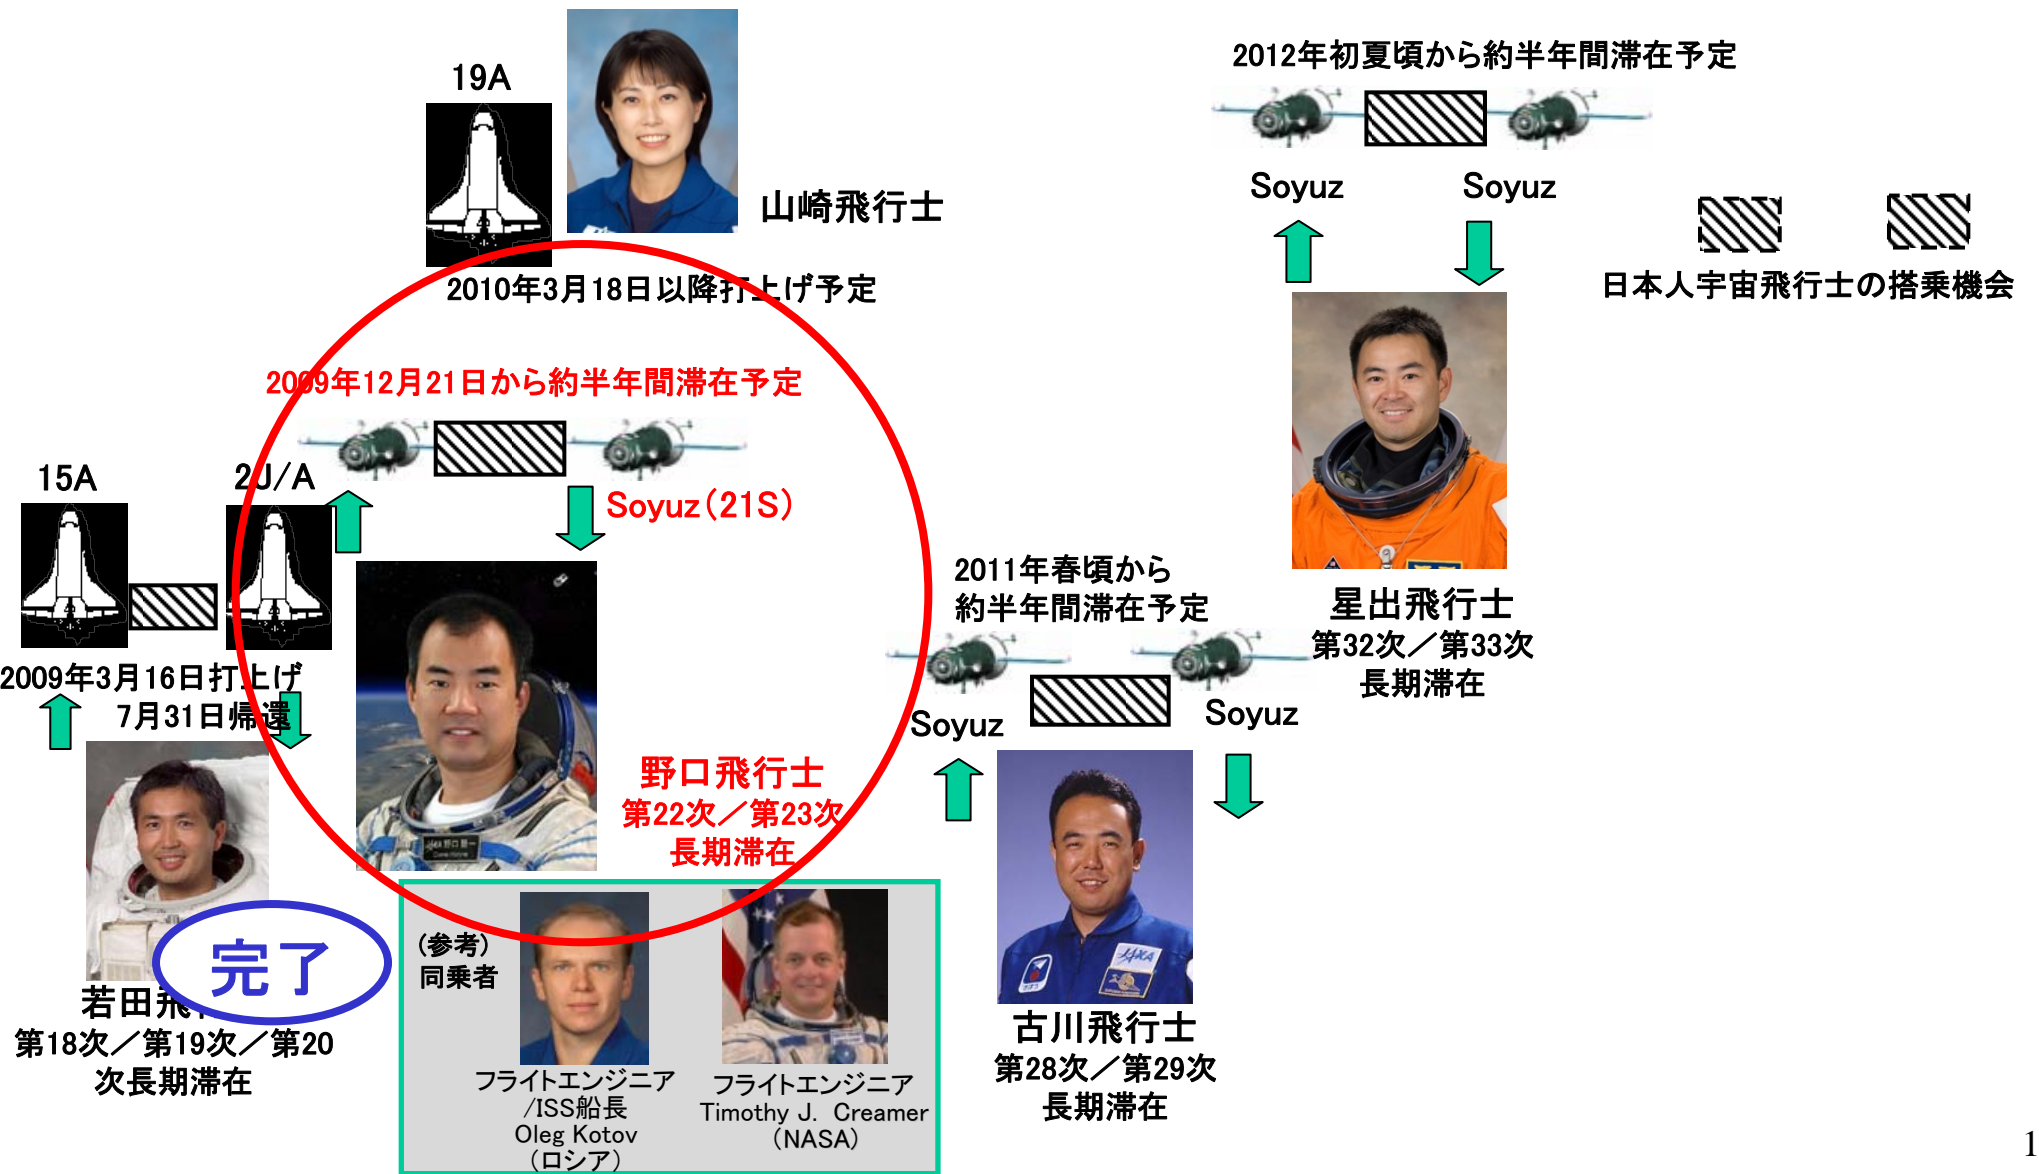 19A
山崎飛行士
2010年3月18日以降打上げ予定
2012年初夏頃から約半年間滞在予定
Soyuz
Soyuz
日本人宇宙飛行士の搭乗機会
2009年12月21日から約半年間滞在予定
Soyuz(21S)
15A
2J/A
2009年3月16日打上げ
7月31日帰還
野口飛行士
第22次／第23次
長期滞在
2011年春頃から
約半年間滞在予定
Soyuz
Soyuz
星出飛行士
第32次／第33次
長期滞在
完了
若田飛
第18次／第19次／第20
次長期滞在
(参考)
同乗者
フライトエンジニア
/ISS船長
Oleg Kotov
(ロシア)
フライトエンジニア
Timothy J. Creamer
(NASA)
JAXA
古川飛行士
第28次／第29次
長期滞在
1